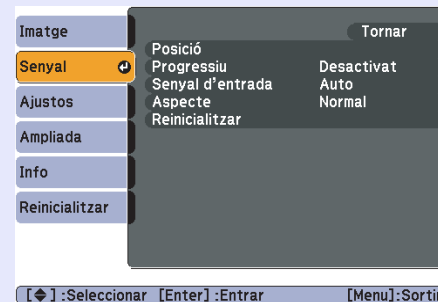 Imatge
Senyal
Ajustos
Ampliada
Info
Reinicialitzar
Tornar
Posició
Progressiu Desactivat
Senyal d'entrada Auto
Aspecte Normal
Reinicialitzar
[ ] :Seleccionar [Enter] :Entrar [Menu]:Sortir